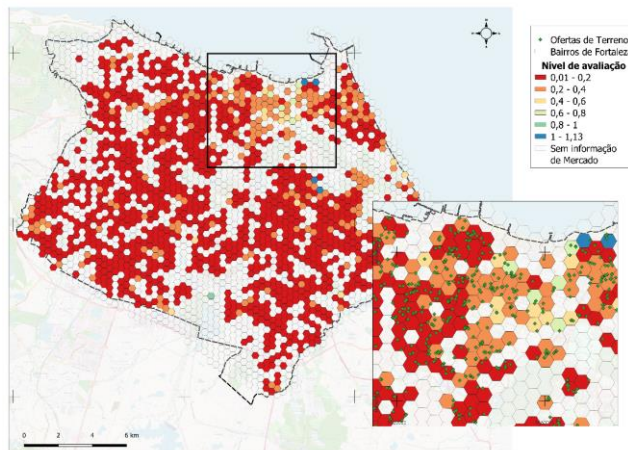 Ofertas de Terreno
Bairros de Fortaleza
Nivel de avaliação
0,01 - 0,2
0,2 - 0,4
0,4 - 0,6
0,6 - 0,8
0,8 - 1
1 - 1,13
Sem informação
de Mercado
0 2 4 6 km